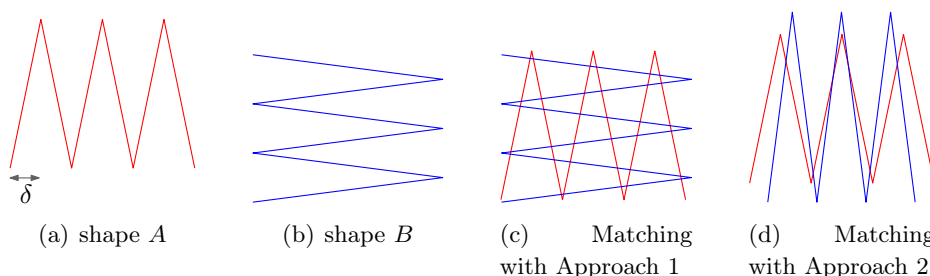 δ
(a) shape A
(b) shape B
(c) Matching
with Approach 1
(d) Matching
with Approach 2